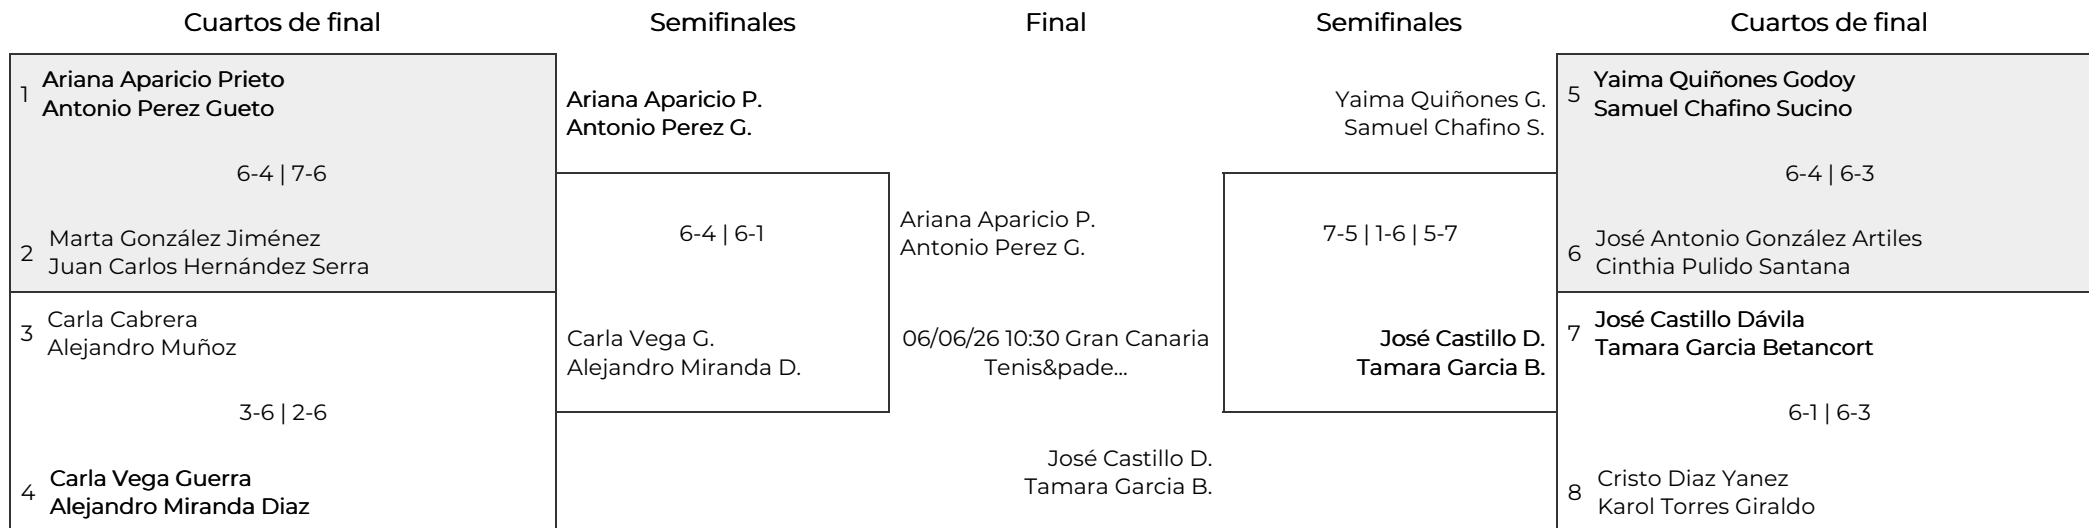 Cuartos de final
Semifinales
Final
Semifinales
Cuartos de final
1
Ariana Aparicio Prieto
Antonio Perez Gueto
6-4 | 7-6
2
Marta González Jiménez
Juan Carlos Hernández Serra
3
Carla Cabrera
Alejandro Muñoz
3-6 | 2-6
4
Carla Vega Guerra
Alejandro Miranda Diaz
Ariana Aparicio P.
Antonio Perez G.
6-4 | 6-1
Carla Vega G.
Alejandro Miranda D.
Ariana Aparicio P.
Antonio Perez G.
06/06/26 10:30 Gran Canaria
Tenis&pade...
José Castillo D.
Tamara Garcia B.
Yaima Quiñones G.
Samuel Chafino S.
7-5 | 1-6 | 5-7
José Castillo D.
Tamara Garcia B.
5
Yaima Quiñones Godoy
Samuel Chafino Sucino
6-4 | 6-3
6
José Antonio González Artiles
Cinthia Pulido Santana
7
José Castillo Dávila
Tamara Garcia Betancort
6-1 | 6-3
8
Cristo Diaz Yanez
Karol Torres Giraldo